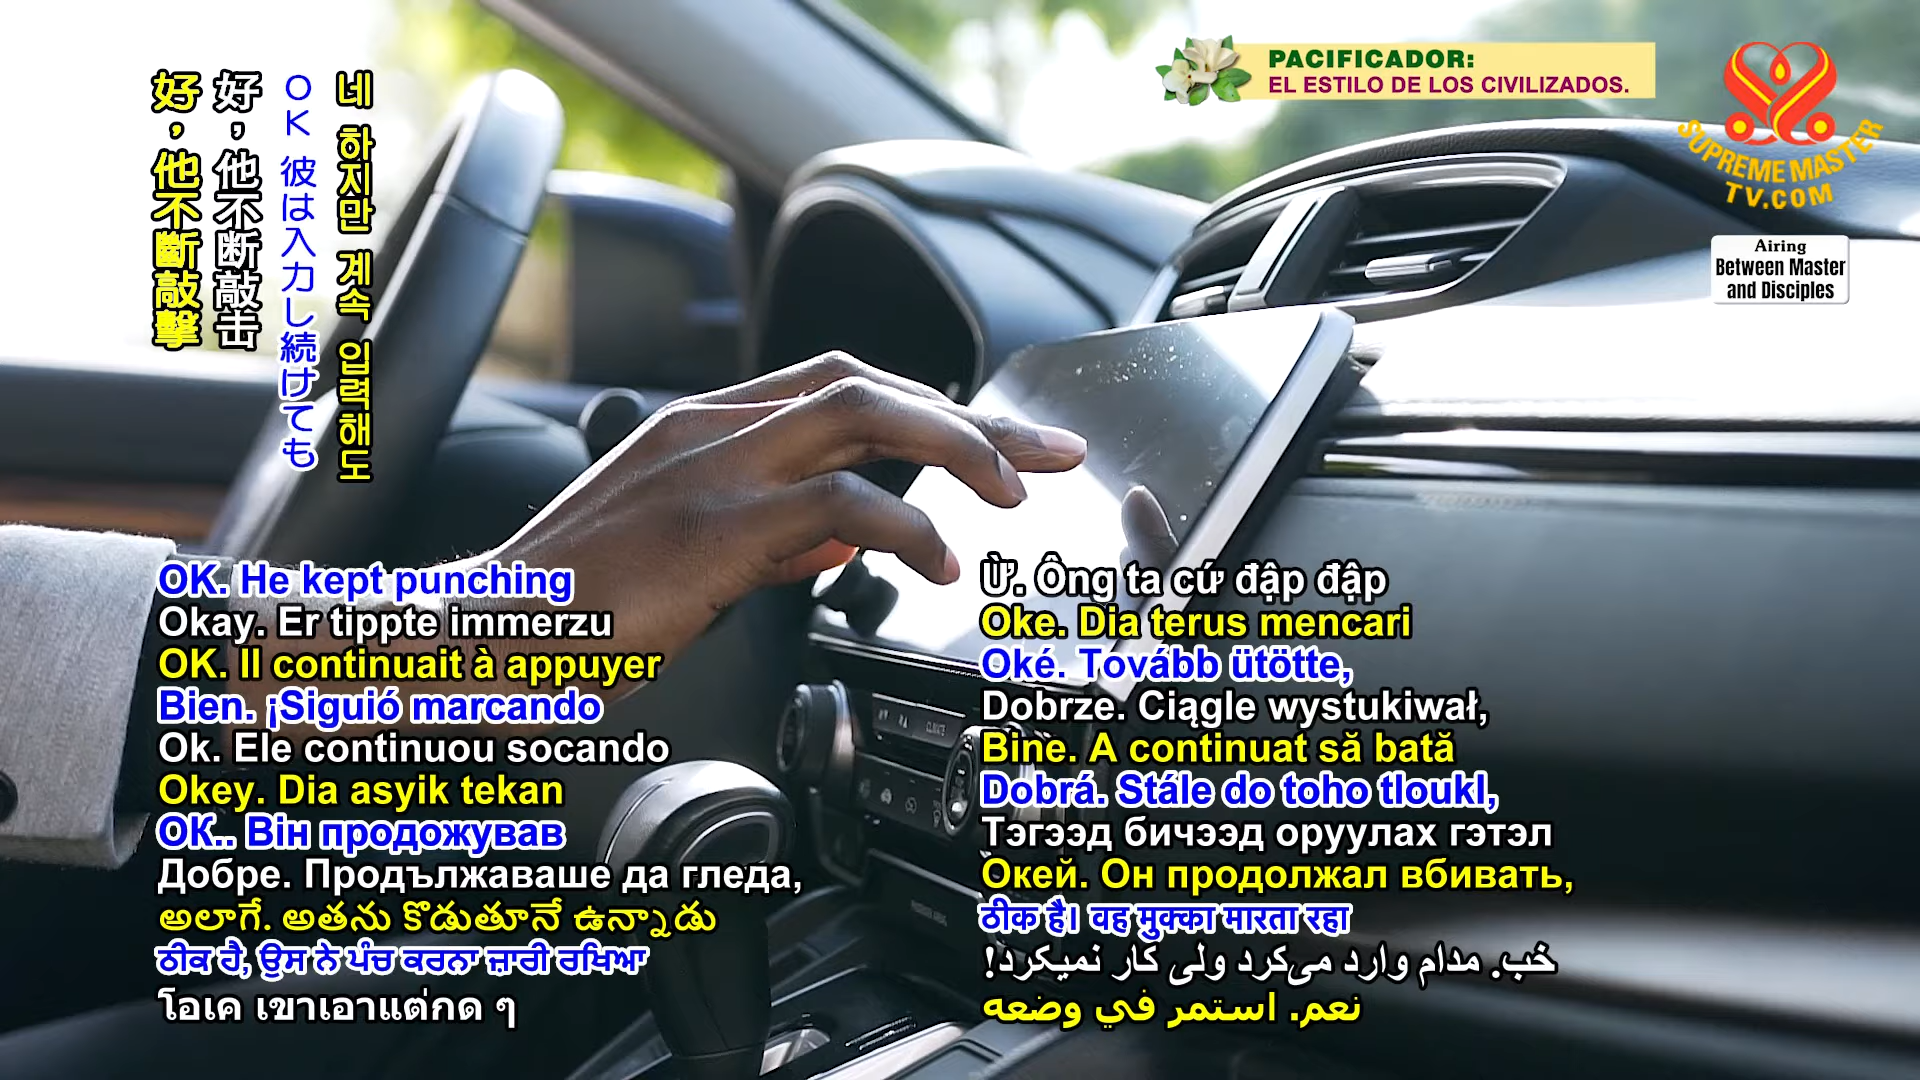 PACIFICADOR:
EL ESTILO DE LOS CIVILIZADOS.
SUPREME MASTER
TV.COM
Airing
Between Master
and Disciples
네 하지만 계속 입력해도
OK 彼は入力し続けても
好，他不断敲击
好，他不斷敲擊
OK. He kept punching
Okay. Er tippte immerzu
OK. Il continuait à appuyer
Bien. ¡Siguió marcando
Ok. Ele continuou socando
Okey. Dia asyik tekan
ОК.. Він продожував
Добре. Продължаваше да гледа,
అలాగే. అతను కొడుతూనే ఉన్నాడు
ਠੀਕ ਹੈ, ਉਸ ਨੇ ਪੰਚ ਕਰਨਾ ਜ਼ਾਰੀ ਰਖਿਆ
โอเค เขาเอาแต่กด ๆ
Ừ. Ông ta cứ đập đập
Oke. Dia terus mencari
Oké. Tovább ütötte,
Dobrze. Ciągle wystukiwał,
Bine. A continuat să bată
Dobrá. Stále do toho tloukl,
Тэгээд бичээд оруулах гэтэл
Окей. Он продолжал вбивать,
ठीक है। वह मुक्का मारता रहा
خب. مدام وارد می‌کرد ولی کار نمیکرد!
نعم. استمر في وضعه